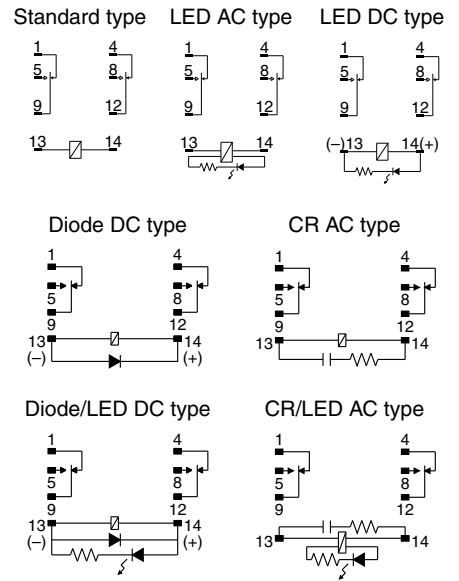 Standard type LED AC type LED DC type
1 4 1 4 1 4
5 8 5 8 5 8
9 12 9 12 9 12
13 14 13 14 (–)13 14(+)
Diode DC type CR AC type
1 4 1 4
5 8 5 8
9 12 9 12
13 14 13 14
(–) (+)
Diode/LED DC type CR/LED AC type
1 4 1 4
5 8 5 8
9 12 9 12
13 14 13 14
(–) (+)